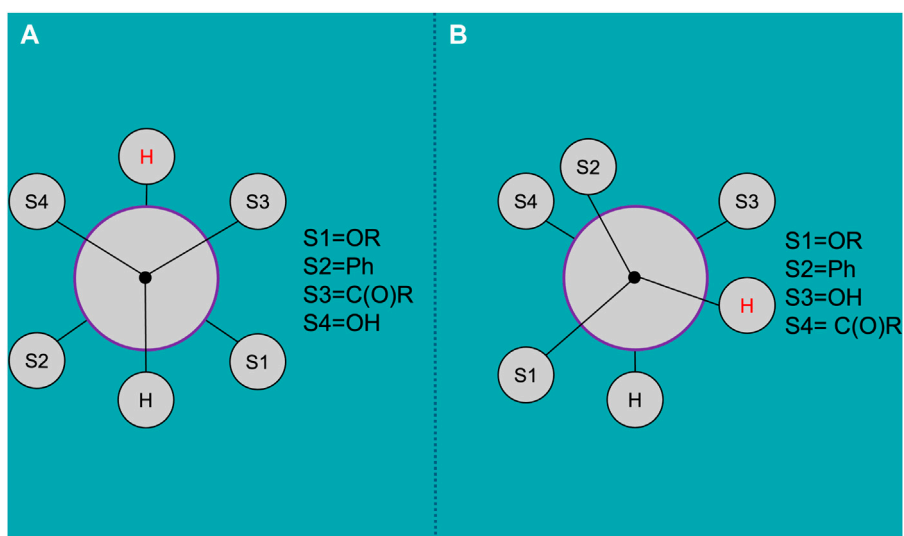 A
H
S4
S3
S2
S1
H
S1=OR
S2=Ph
S3=C(O)R
S4=OH
B
S2
S4
S3
H
S1
H
S1=OR
S2=Ph
S3=OH
S4= C(O)R